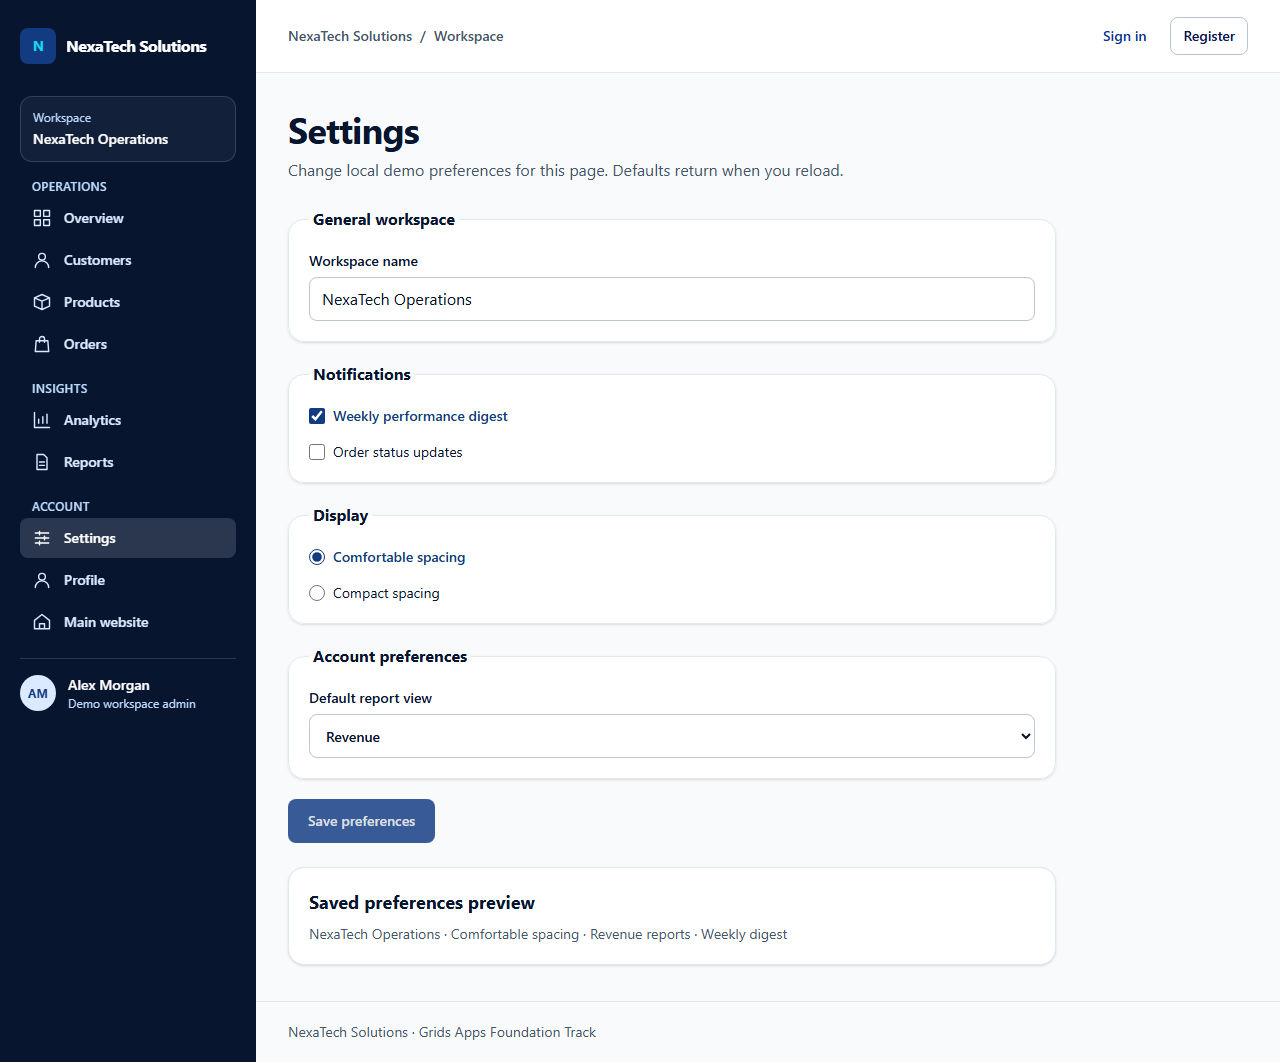 N
NexaTech Solutions
Workspace
NexaTech Operations
OPERATIONS
Overview
Customers
Products
Orders
INSIGHTS
Analytics
Reports
ACCOUNT
Settings
Profile
Main website
AM
Alex Morgan
Demo workspace admin
NexaTech Solutions / Workspace
Sign in
Register
Settings
Change local demo preferences for this page. Defaults return when you reload.
General workspace
Workspace name
NexaTech Operations
Notifications
Weekly performance digest
Order status updates
Display
Comfortable spacing
Compact spacing
Account preferences
Default report view
Revenue
Save preferences
Saved preferences preview
NexaTech Operations · Comfortable spacing · Revenue reports · Weekly digest
NexaTech Solutions · Grids Apps Foundation Track